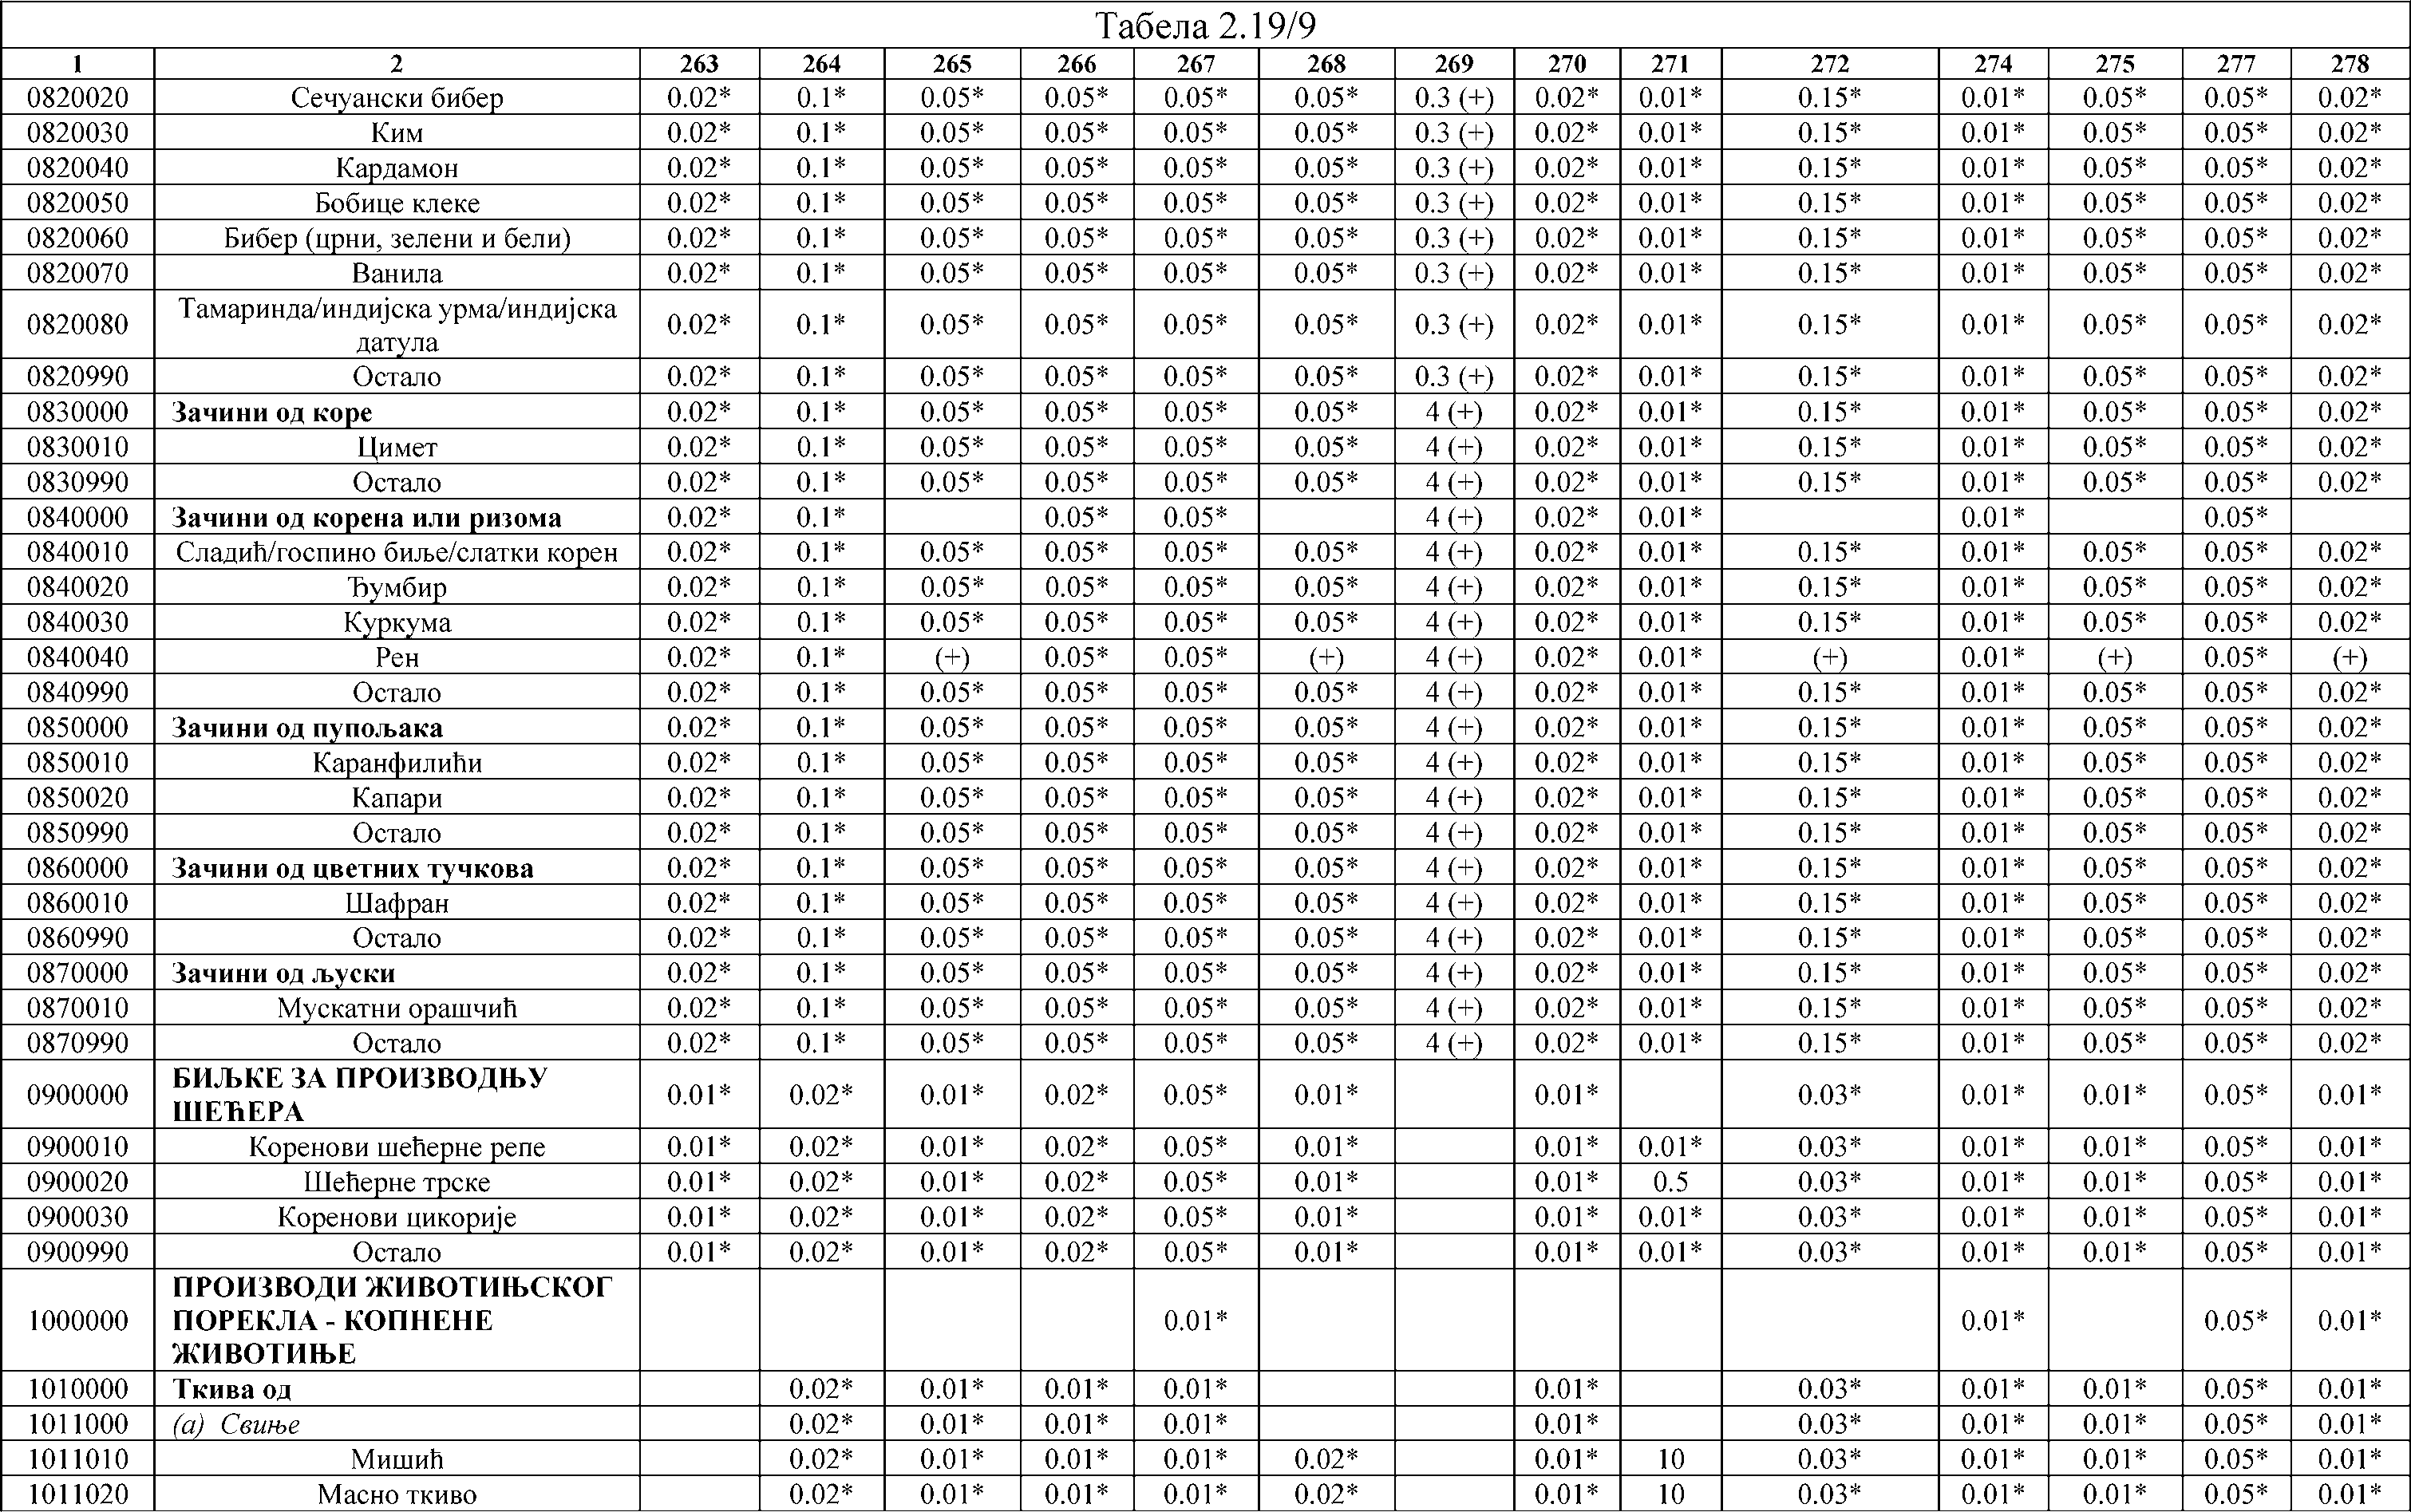 Табела 2.19/9
1 2 263 264 265 266 267 268 269 270 271 272 274 275 277 278
0820020 Сечуански бибер 0.02* 0.1* 0.05* 0.05* 0.05* 0.05* 0.3 (+) 0.02* 0.01* 0.15* 0.01* 0.05* 0.05* 0.02*
0820030 Ким 0.02* 0.1* 0.05* 0.05* 0.05* 0.05* 0.3 (+) 0.02* 0.01* 0.15* 0.01* 0.05* 0.05* 0.02*
0820040 Кардамон 0.02* 0.1* 0.05* 0.05* 0.05* 0.05* 0.3 (+) 0.02* 0.01* 0.15* 0.01* 0.05* 0.05* 0.02*
0820050 Бобице клеке 0.02* 0.1* 0.05* 0.05* 0.05* 0.05* 0.3 (+) 0.02* 0.01* 0.15* 0.01* 0.05* 0.05* 0.02*
0820060 Бибер (црни, зелени и бели) 0.02* 0.1* 0.05* 0.05* 0.05* 0.05* 0.3 (+) 0.02* 0.01* 0.15* 0.01* 0.05* 0.05* 0.02*
0820070 Ванила 0.02* 0.1* 0.05* 0.05* 0.05* 0.05* 0.3 (+) 0.02* 0.01* 0.15* 0.01* 0.05* 0.05* 0.02*
0820080 Тамаринда/индијска урма/индијска
датула 0.02* 0.1* 0.05* 0.05* 0.05* 0.05* 0.3 (+) 0.02* 0.01* 0.15* 0.01* 0.05* 0.05* 0.02*
0820990 Остало 0.02* 0.1* 0.05* 0.05* 0.05* 0.05* 0.3 (+) 0.02* 0.01* 0.15* 0.01* 0.05* 0.05* 0.02*
0830000 Зачини од коре 0.02* 0.1* 0.05* 0.05* 0.05* 0.05* 4 (+) 0.02* 0.01* 0.15* 0.01* 0.05* 0.05* 0.02*
0830010 Цимет 0.02* 0.1* 0.05* 0.05* 0.05* 0.05* 4 (+) 0.02* 0.01* 0.15* 0.01* 0.05* 0.05* 0.02*
0830990 Остало 0.02* 0.1* 0.05* 0.05* 0.05* 0.05* 4 (+) 0.02* 0.01* 0.15* 0.01* 0.05* 0.05* 0.02*
0840000 Зачини од корена или ризома 0.02* 0.1* 0.05* 0.05* 4 (+) 0.02* 0.01* 0.01* 0.05*
0840010 Сладић/госпино биље/слатки корен 0.02* 0.1* 0.05* 0.05* 0.05* 0.05* 4 (+) 0.02* 0.01* 0.15* 0.01* 0.05* 0.05* 0.02*
0840020 Ђумбир 0.02* 0.1* 0.05* 0.05* 0.05* 0.05* 4 (+) 0.02* 0.01* 0.15* 0.01* 0.05* 0.05* 0.02*
0840030 Куркума 0.02* 0.1* 0.05* 0.05* 0.05* 0.05* 4 (+) 0.02* 0.01* 0.15* 0.01* 0.05* 0.05* 0.02*
0840040 Рен 0.02* 0.1* (+) 0.05* 0.05* (+) 4 (+) 0.02* 0.01* (+) 0.01* (+) 0.05* (+)
0840990 Остало 0.02* 0.1* 0.05* 0.05* 0.05* 0.05* 4 (+) 0.02* 0.01* 0.15* 0.01* 0.05* 0.05* 0.02*
0850000 Зачини од пупољака 0.02* 0.1* 0.05* 0.05* 0.05* 0.05* 4 (+) 0.02* 0.01* 0.15* 0.01* 0.05* 0.05* 0.02*
0850010 Каранфилићи 0.02* 0.1* 0.05* 0.05* 0.05* 0.05* 4 (+) 0.02* 0.01* 0.15* 0.01* 0.05* 0.05* 0.02*
0850020 Капари 0.02* 0.1* 0.05* 0.05* 0.05* 0.05* 4 (+) 0.02* 0.01* 0.15* 0.01* 0.05* 0.05* 0.02*
0850990 Остало 0.02* 0.1* 0.05* 0.05* 0.05* 0.05* 4 (+) 0.02* 0.01* 0.15* 0.01* 0.05* 0.05* 0.02*
0860000 Зачини од цветних тучкова 0.02* 0.1* 0.05* 0.05* 0.05* 0.05* 4 (+) 0.02* 0.01* 0.15* 0.01* 0.05* 0.05* 0.02*
0860010 Шафран 0.02* 0.1* 0.05* 0.05* 0.05* 0.05* 4 (+) 0.02* 0.01* 0.15* 0.01* 0.05* 0.05* 0.02*
0860990 Остало 0.02* 0.1* 0.05* 0.05* 0.05* 0.05* 4 (+) 0.02* 0.01* 0.15* 0.01* 0.05* 0.05* 0.02*
0870000 Зачини од љуски 0.02* 0.1* 0.05* 0.05* 0.05* 0.05* 4 (+) 0.02* 0.01* 0.15* 0.01* 0.05* 0.05* 0.02*
0870010 Мускатни орашчић 0.02* 0.1* 0.05* 0.05* 0.05* 0.05* 4 (+) 0.02* 0.01* 0.15* 0.01* 0.05* 0.05* 0.02*
0870990 Остало 0.02* 0.1* 0.05* 0.05* 0.05* 0.05* 4 (+) 0.02* 0.01* 0.15* 0.01* 0.05* 0.05* 0.02*
0900000 БИЉКЕ ЗА ПРОИЗВОДЊУ
ШЕЋЕРА 0.01* 0.02* 0.01* 0.02* 0.05* 0.01* 0.01* 0.03* 0.01* 0.01* 0.05* 0.01*
0900010 Коренови шећерне репе 0.01* 0.02* 0.01* 0.02* 0.05* 0.01* 0.01* 0.01* 0.03* 0.01* 0.01* 0.05* 0.01*
0900020 Шећерне трске 0.01* 0.02* 0.01* 0.02* 0.05* 0.01* 0.01* 0.5 0.03* 0.01* 0.01* 0.05* 0.01*
0900030 Коренови цикорије 0.01* 0.02* 0.01* 0.02* 0.05* 0.01* 0.01* 0.01* 0.03* 0.01* 0.01* 0.05* 0.01*
0900990 Остало 0.01* 0.02* 0.01* 0.02* 0.05* 0.01* 0.01* 0.01* 0.03* 0.01* 0.01* 0.05* 0.01*
1000000 ПРОИЗВОДИ ЖИВОТИЊСКОГ
ПОРЕКЛА - КОПНЕНЕ
ЖИВОТИЊЕ 0.01* 0.01* 0.05* 0.01*
1010000 Ткива од 0.02* 0.01* 0.01* 0.01* 0.01* 0.03* 0.01* 0.01* 0.05* 0.01*
1011000 (а) Свиње 0.02* 0.01* 0.01* 0.01* 0.01* 0.03* 0.01* 0.01* 0.05* 0.01*
1011010 Мишић 0.02* 0.01* 0.01* 0.01* 0.02* 0.01* 10 0.03* 0.01* 0.01* 0.05* 0.01*
1011020 Масно ткиво 0.02* 0.01* 0.01* 0.01* 0.02* 0.01* 10 0.03* 0.01* 0.01* 0.05* 0.01*